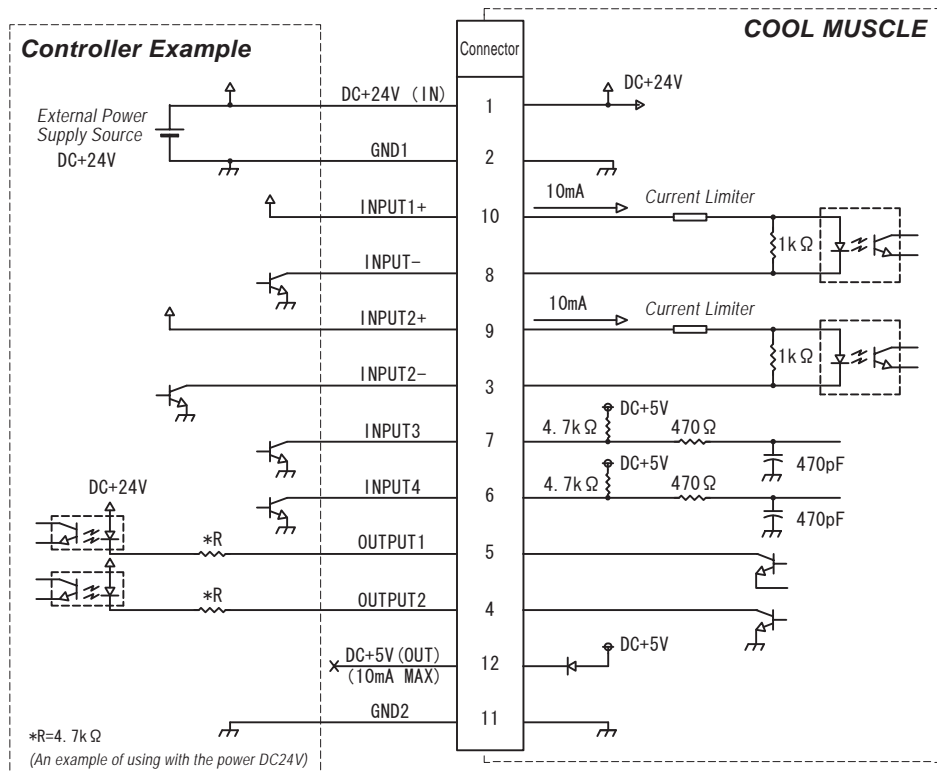 Controller Example
Connector
COOL MUSCLE
DC+24V (IN)
1
DC+24V
External Power
Supply Source
DC+24V
GND1
2
INPUT1+
10
10mA
Current Limiter
1kΩ
INPUT-
8
INPUT2+
9
10mA
Current Limiter
1kΩ
INPUT2-
3
INPUT3
7
DC+5V
4.7kΩ
470Ω
470pF
INPUT4
6
DC+5V
4.7kΩ
470Ω
470pF
DC+24V
*R
OUTPUT1
5
*R
OUTPUT2
4
DC+5V(OUT)
(10mA MAX)
12
DC+5V
GND2
11
*R=4.7kΩ
(An example of using with the power DC24V)